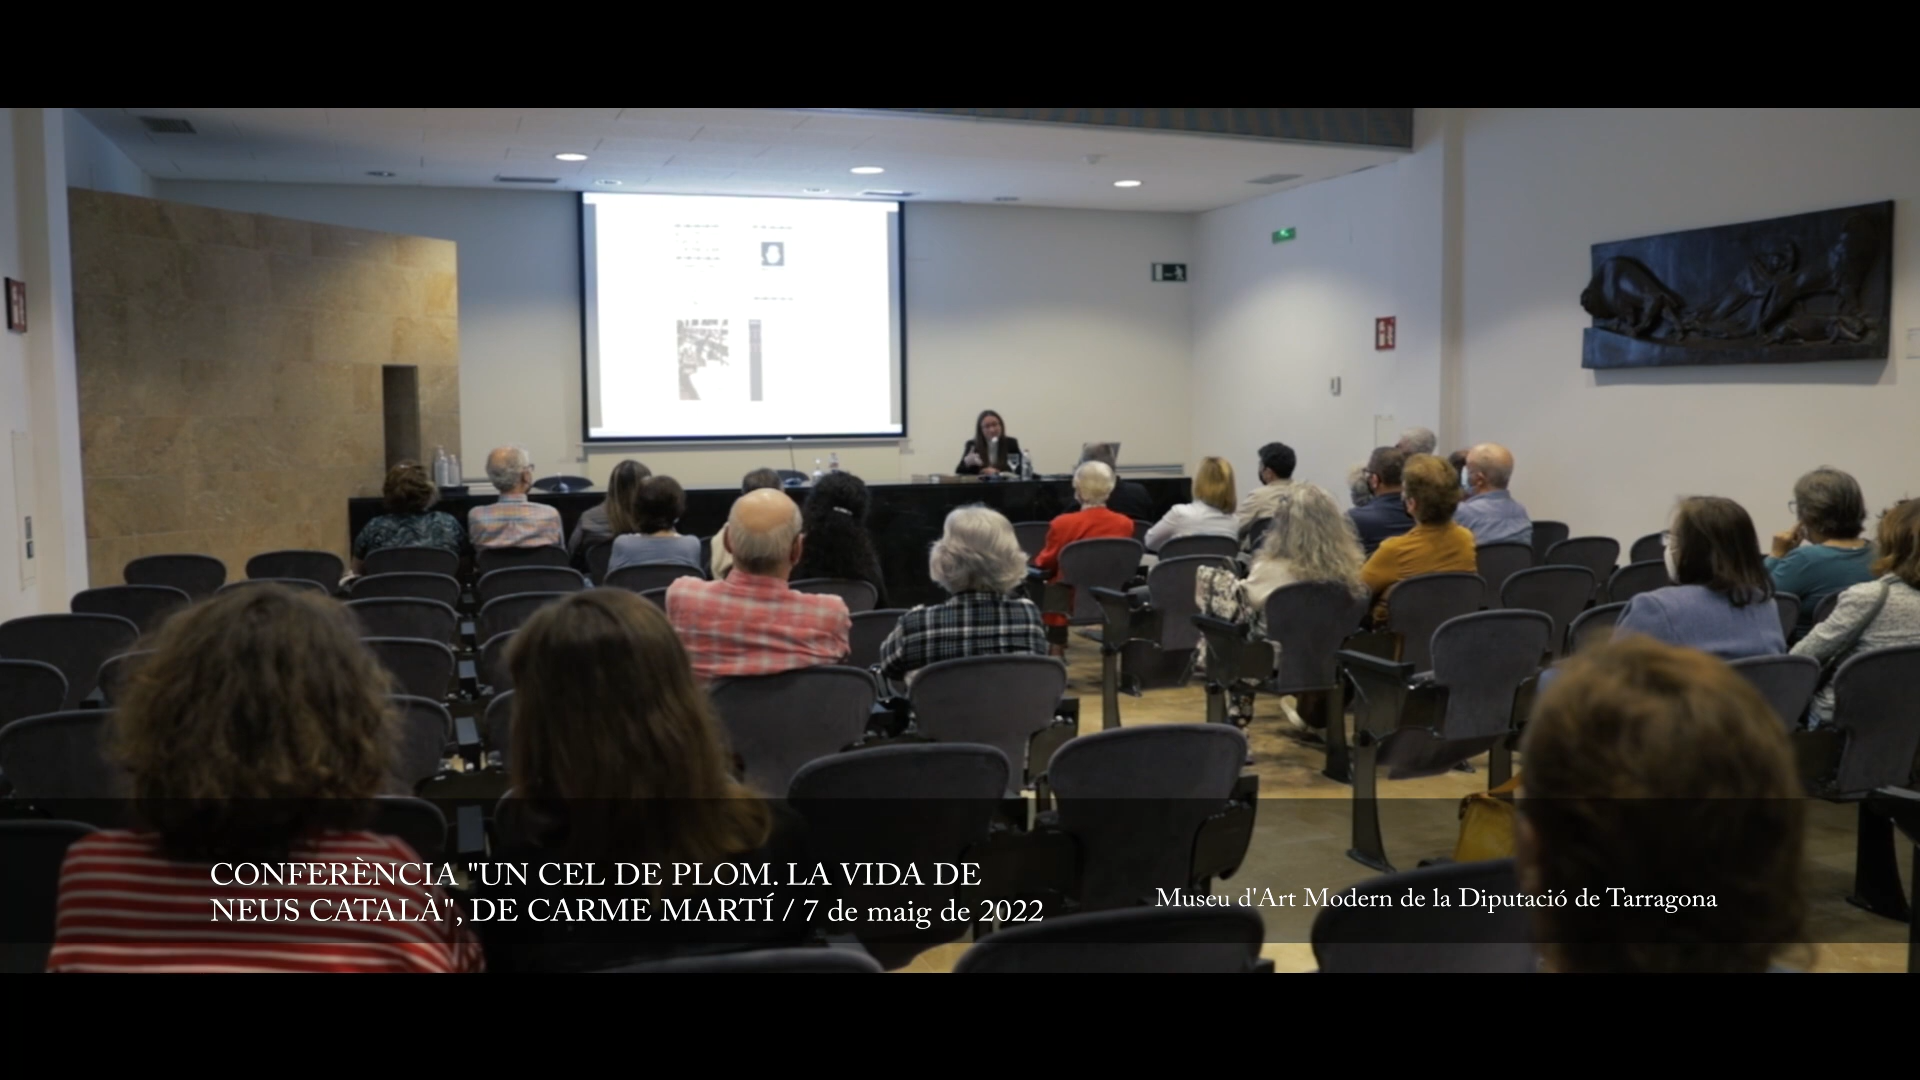 CONFERÈNCIA "UN CEL DE PLOM. LA VIDA DE
NEUS CATALÀ", DE CARME MARTÍ / 7 de maig de 2022
Museu d'Art Modern de la Diputació de Tarragona